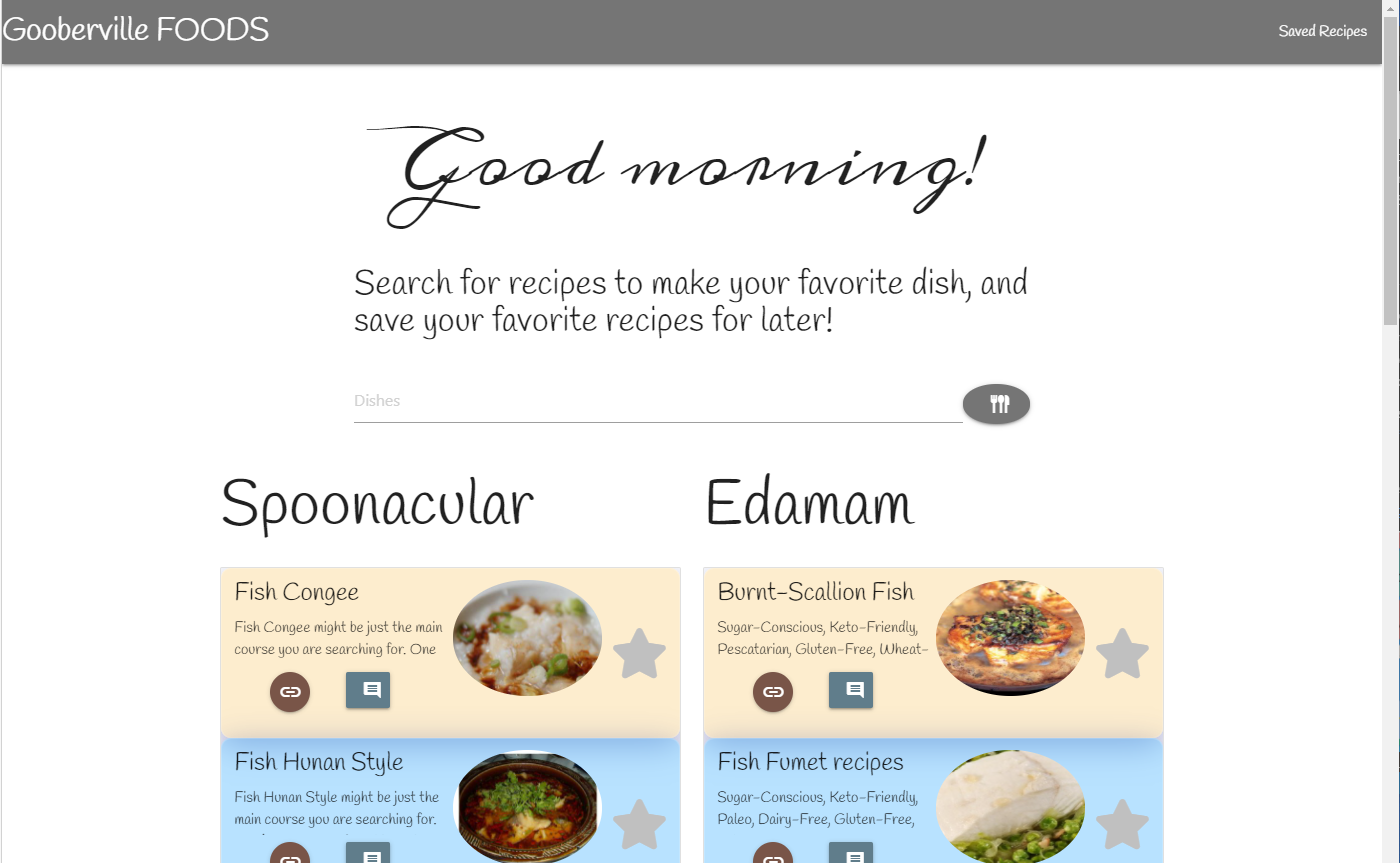 Gooberville FOODS
Saved Recipes
Good morning!
Search for recipes to make your favorite dish, and
save your favorite recipes for later!
Dishes
Spoonacular
Edamam
Fish Congee
Fish Congee might be just the main
course you are searching for. One
Burnt-Scallion Fish
Sugar-Conscious, Keto-Friendly,
Pescatarian, Gluten-Free, Wheat-
Fish Hunan Style
Fish Hunan Style might be just the
main course you are searching for.
Fish Fumet recipes
Sugar-Conscious, Keto-Friendly,
Paleo, Dairy-Free, Gluten-Free,